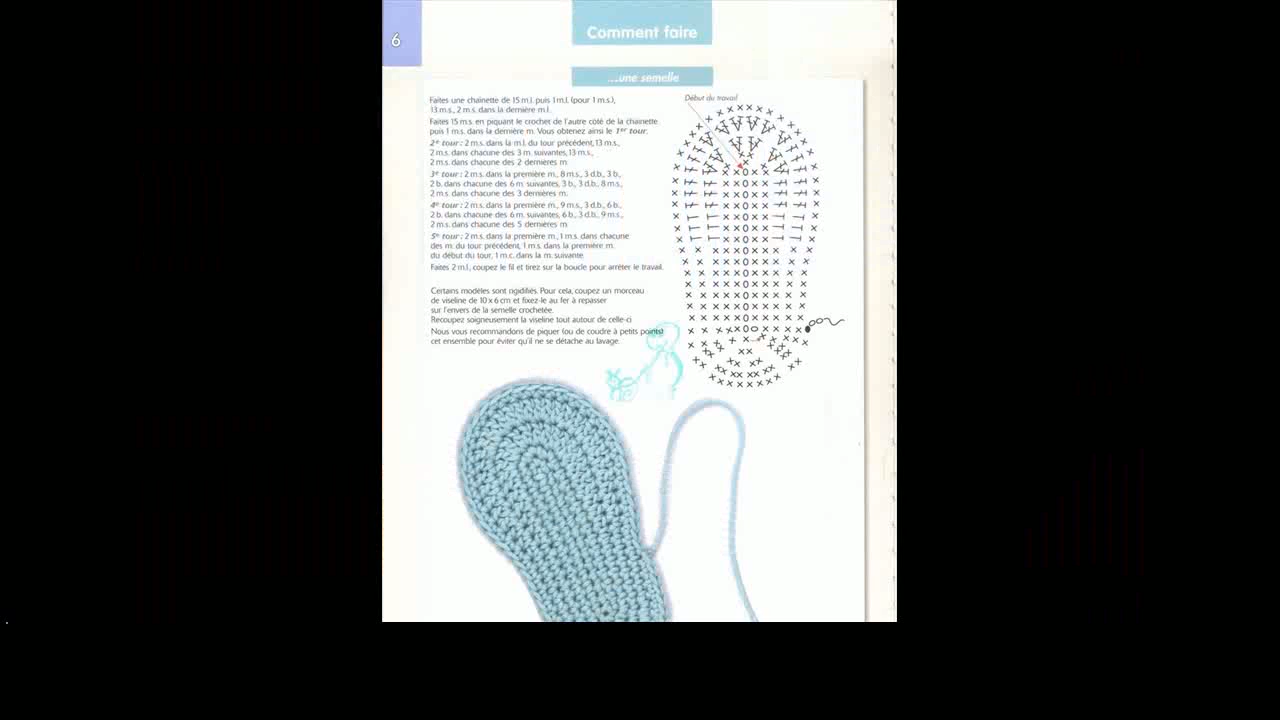 6
Comment faire
...une semelle
Début du travail
Faites une chaînette de 15 m.l. puis 1 m.l. (pour 1 m.s.),
13 m.s., 2 m.s. dans la dernière m.l.
Faites 15 m.s. en piquant le crochet de l'autre côté de la chaînette
puis 1 m.s. dans la dernière m. Vous obtenez ainsi le 1er tour.
2e tour : 2 m.s. dans la m.l. du tour précédent, 13 m.s.,
2 m.s. dans chacune des 3 m. suivantes, 13 m.s.,
2 m.s. dans chacune des 2 dernières m.
3e tour : 2 m.s. dans la première m., 8 m.s., 3 d.b., 3 b.,
2 b. dans chacune des 6 m. suivantes, 3 b., 3 d.b., 8 m.s.,
2 m.s. dans chacune des 3 dernières m.
4e tour : 2 m.s. dans la première m., 9 m.s., 3 d.b., 6 b.,
2 b. dans chacune des 6 m. suivantes, 6 b., 3 d.b., 9 m.s.,
2 m.s. dans chacune des 5 dernières m.
5e tour : 2 m.s. dans la première m., 1 m.s. dans chacune
des m. du tour précédent, 1 m.s. dans la première m.
du début du tour, 1 m.c. dans la m. suivante.
Faites 2 m.l., coupez le fil et tirez sur la boucle pour arrêter le travail.
Certains modèles sont rigidifiés. Pour cela, coupez un morceau
de viseline de 10 x 6 cm et fixez-le au fer à repasser
sur l'envers de la semelle crochetée.
Recoupez soigneusement la viseline tout autour de celle-ci
Nous vous recommandons de piquer (ou de coudre à petits points)
cet ensemble pour éviter qu'il ne se détache au lavage.